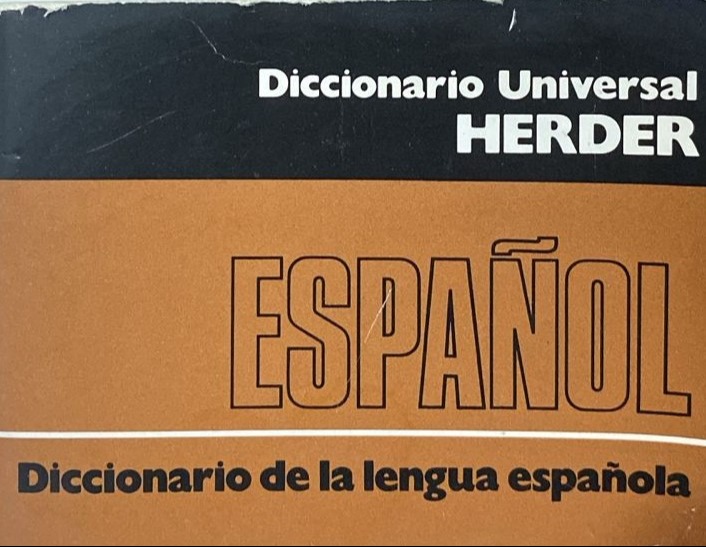 Diccionario Universal
HERDER
ESPAÑOL
Diccionario de la lengua española